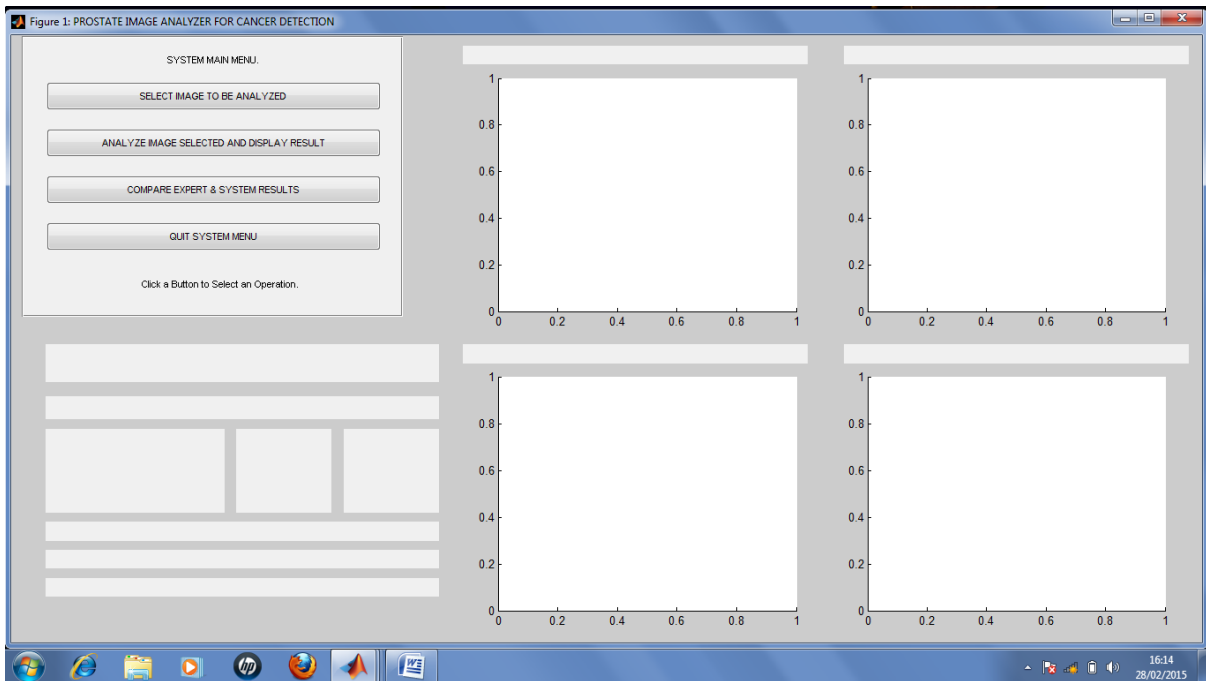 Figure 1: PROSTATE IMAGE ANALYZER FOR CANCER DETECTION
SYSTEM MAIN MENU.
SELECT IMAGE TO BE ANALYZED
ANALYZE IMAGE SELECTED AND DISPLAY RESULT
COMPARE EXPERT & SYSTEM RESULTS
QUIT SYSTEM MENU
Click a Button to Select an Operation.
1
0.8
0.6
0.4
0.2
0
0 0.2 0.4 0.6 0.8 1
1
0.8
0.6
0.4
0.2
0
0 0.2 0.4 0.6 0.8 1
1
0.8
0.6
0.4
0.2
0
0 0.2 0.4 0.6 0.8 1
1
0.8
0.6
0.4
0.2
0
0 0.2 0.4 0.6 0.8 1
hp
W
16:14
28/02/2015